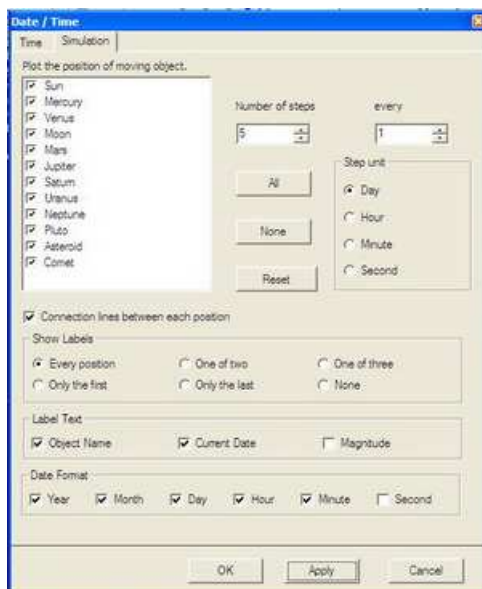 Date / Time
Time Simulation
Plot the position of moving object.
Sun
Mercury
Venus
Moon
Mars
Jupiter
Saturn
Uranus
Neptune
Pluto
Asteroid
Comet
Number of steps every
5 1
All
None
Reset
Step unit
Day
Hour
Minute
Second
Connection lines between each position
Show Labels
Every position One of two One of three
Only the first Only the last None
Label Text
Object Name Current Date Magnitude
Date Format
Year Month Day Hour Minute Second
OK Apply Cancel